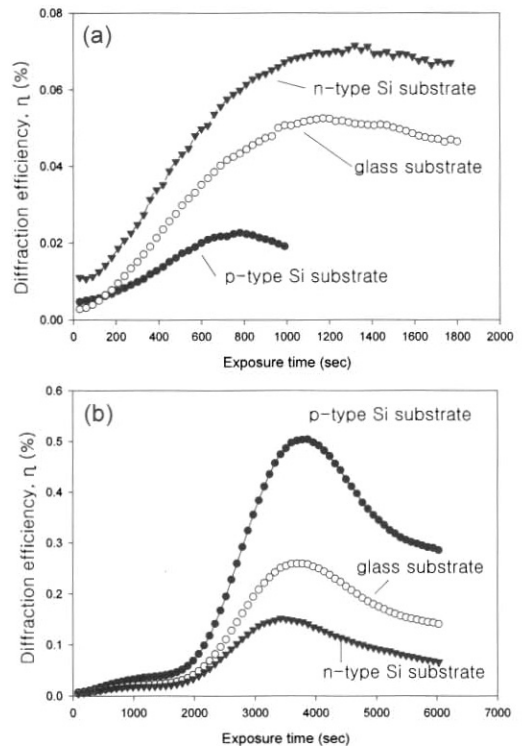 (a)
n-type Si substrate
glass substrate
p-type Si substrate
Diffraction efficiency, η (%)
0.08
0.06
0.04
0.02
0.00
0 200 400 600 800 1000 1200 1400 1600 1800 2000
Exposure time (sec)
(b)
p-type Si substrate
glass substrate
n-type Si substrate
Diffraction efficiency, η (%)
0.6
0.5
0.4
0.3
0.2
0.1
0.0
0 1000 2000 3000 4000 5000 6000 7000
Exposure time (sec)